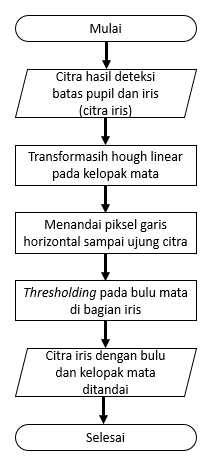 Mulai
Citra hasil deteksi
batas pupil dan iris
(citra iris)
Transformasih hough linear
pada kelopak mata
Menandai piksel garis
horizontal sampai ujung citra
Thresholding pada bulu mata
di bagian iris
Citra iris dengan bulu
dan kelopak mata
ditandai
Selesai